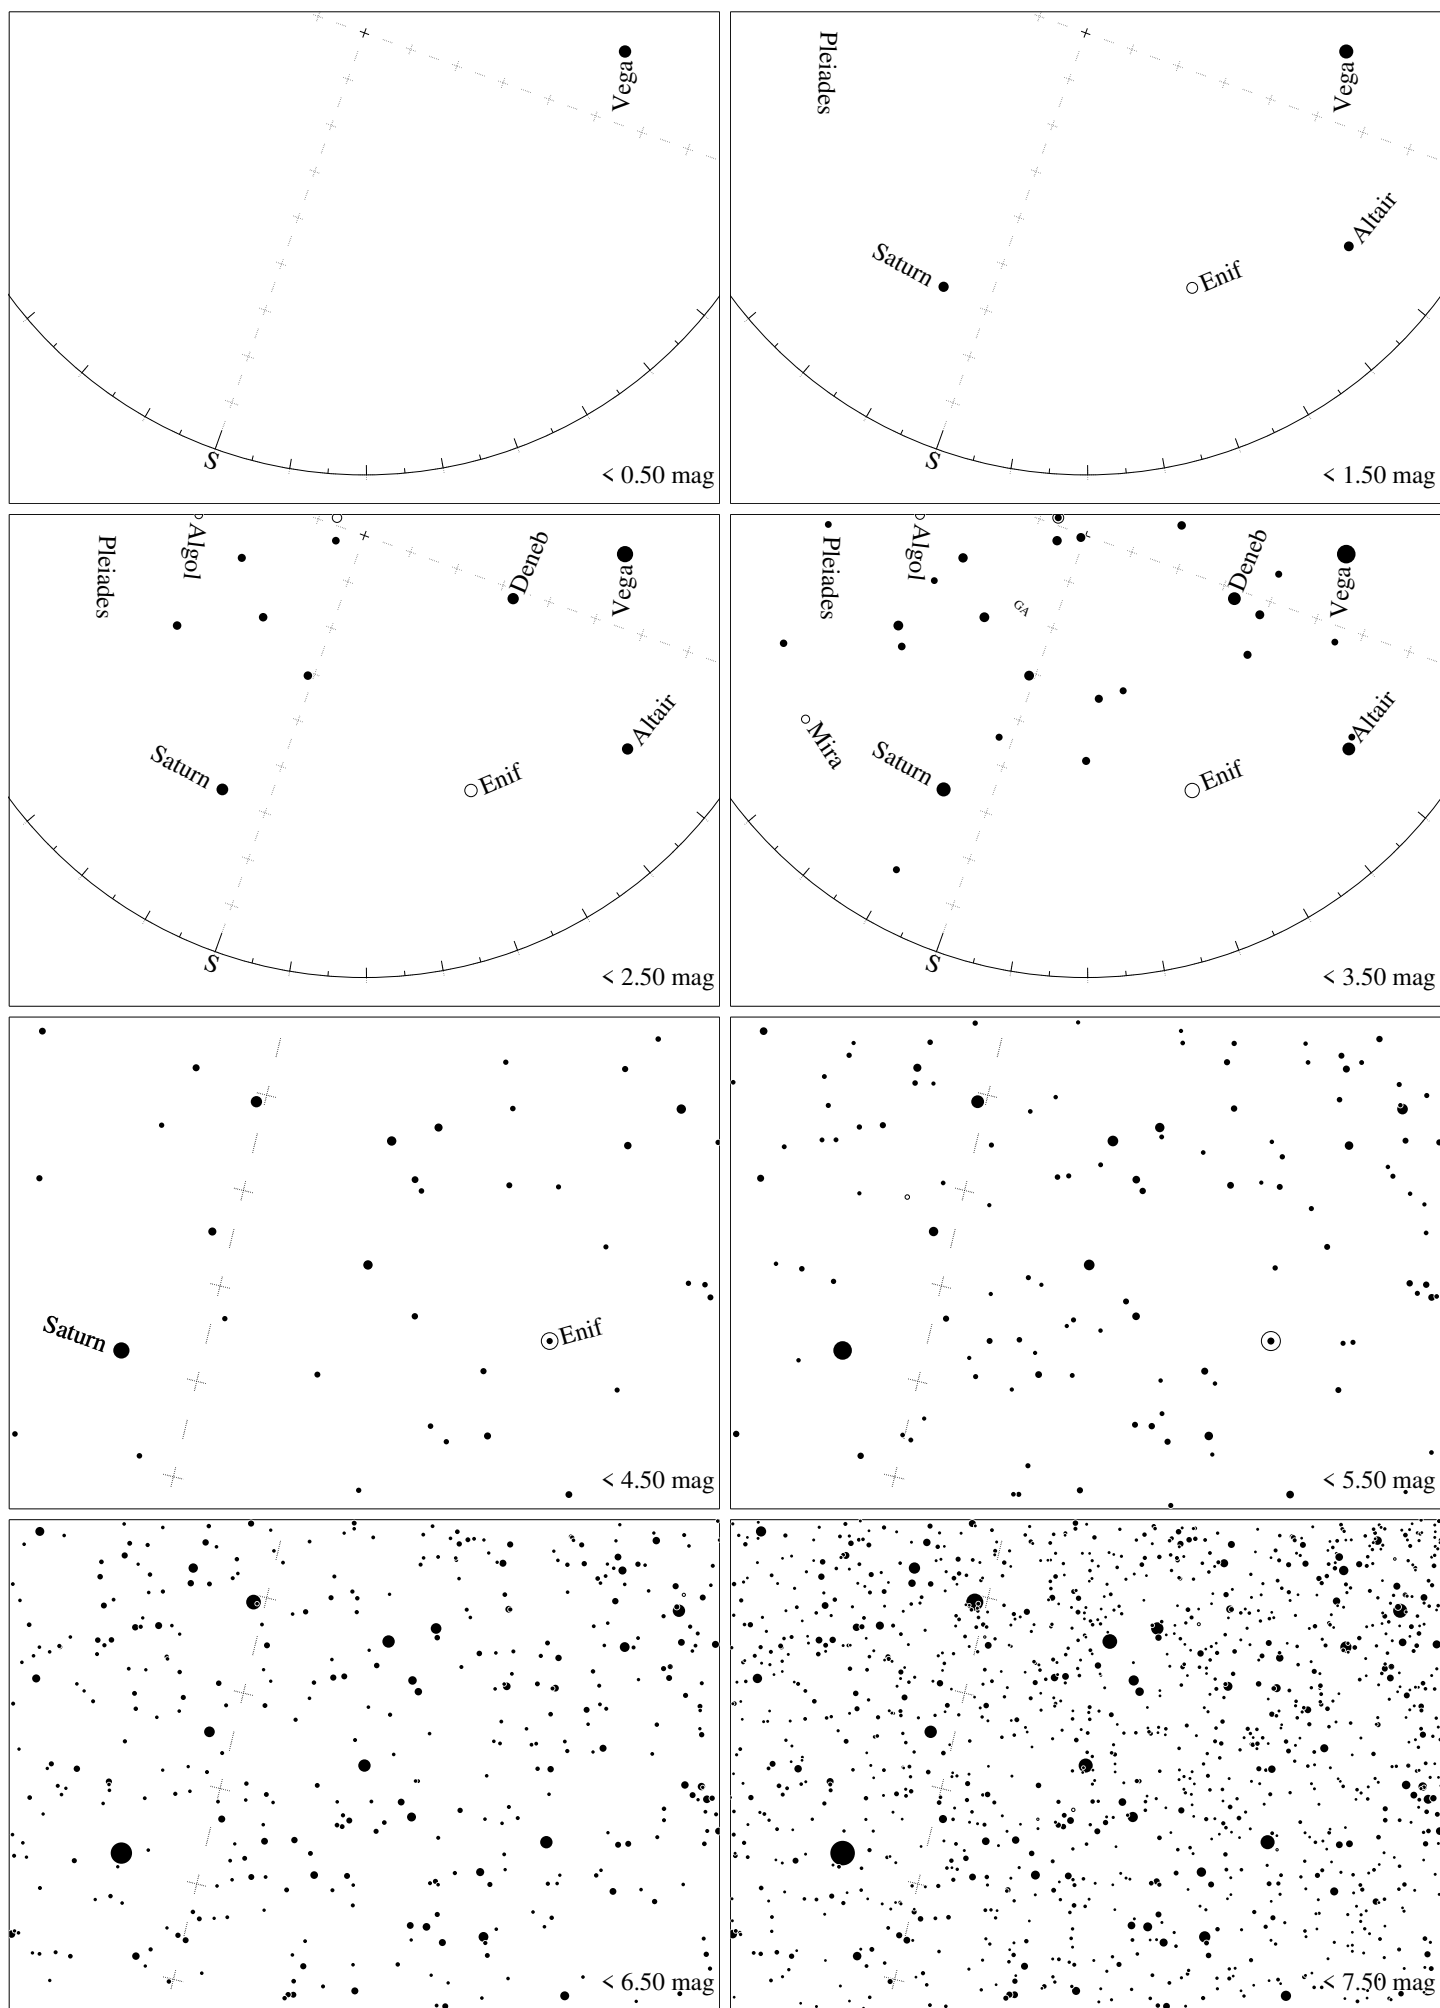 Vega
S
< 0.50 mag
Pleiades
Vega
Altair
Saturn
Enif
S
< 1.50 mag
Pleiades
Algol
Deneb
Vega
Altair
Saturn
Enif
S
< 2.50 mag
Pleiades
Algol
GA
Deneb
Vega
Mira
Altair
Saturn
Enif
S
< 3.50 mag
Saturn
Enif
< 4.50 mag
< 5.50 mag
< 6.50 mag
< 7.50 mag